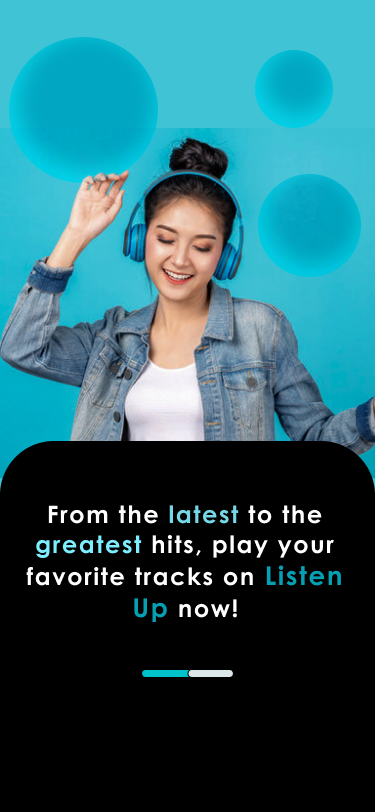 From the latest to the
greatest hits, play your
favorite tracks on Listen
Up now!